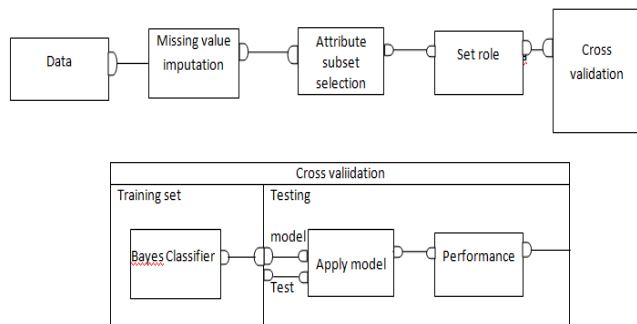 Data
Missing value
imputation
Attribute
subset
selection
Set role
Cross
validation
Cross valiidation
Training set
Testing
Bayes Classifier
model
Test
Apply model
Performance